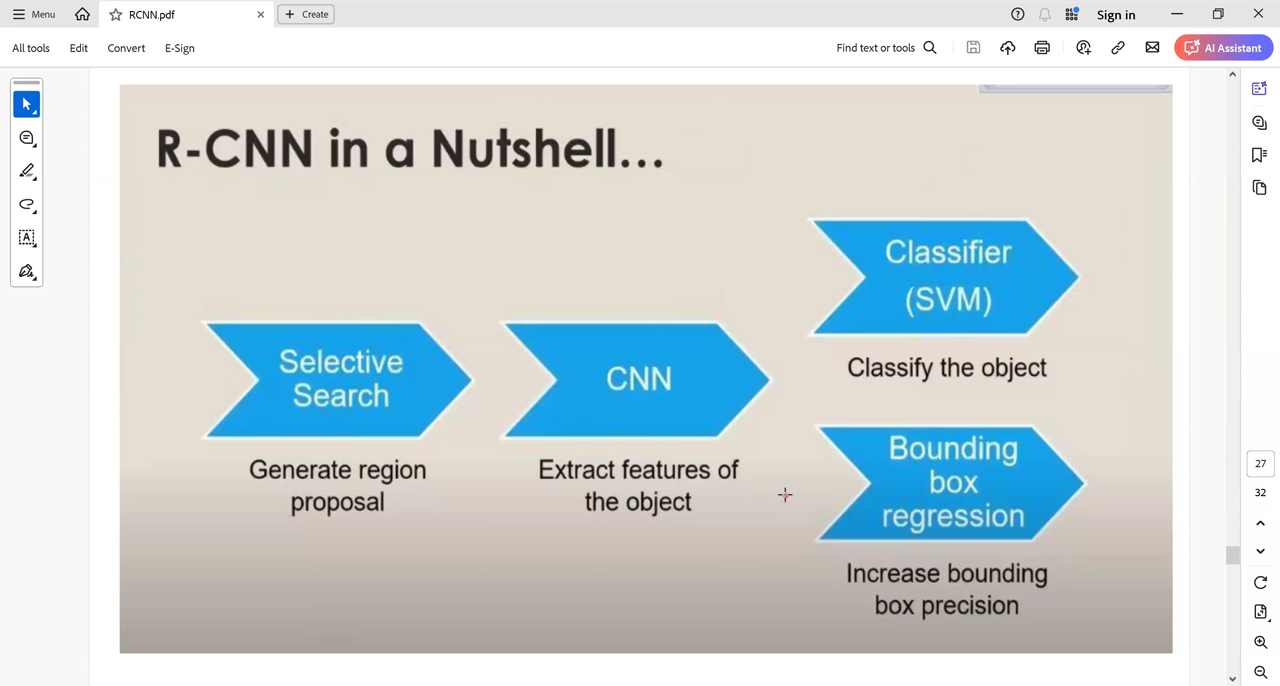 Menu
RCNN.pdf
Create
Sign in
All tools
Edit
Convert
E-Sign
Find text or tools
AI Assistant
R-CNN in a Nutshell...
Selective
Search
Generate region
proposal
CNN
Extract features of
the object
Classifier
(SVM)
Classify the object
Bounding
box
regression
Increase bounding
box precision
27
32